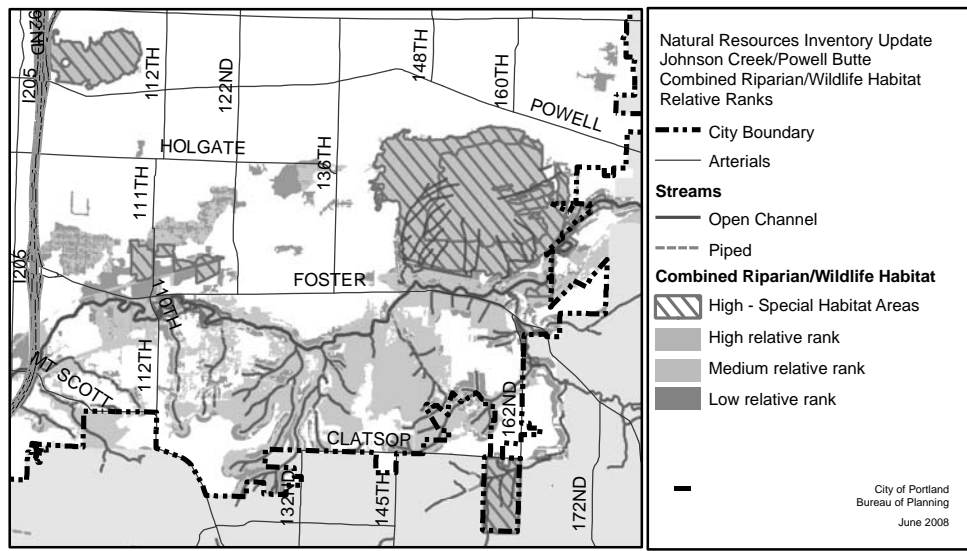 92ND
I205
112TH
122ND
148TH
160TH
POWELL
HOLGATE
136TH
111TH
I205
FOSTER
110TH
MT SCOTT
112TH
162ND
CLATSOP
132ND
145TH
172ND
Natural Resources Inventory Update
Johnson Creek/Powell Butte
Combined Riparian/Wildlife Habitat
Relative Ranks
City Boundary
Arterials
Streams
Open Channel
Piped
Combined Riparian/Wildlife Habitat
High - Special Habitat Areas
High relative rank
Medium relative rank
Low relative rank
City of Portland
Bureau of Planning
June 2008